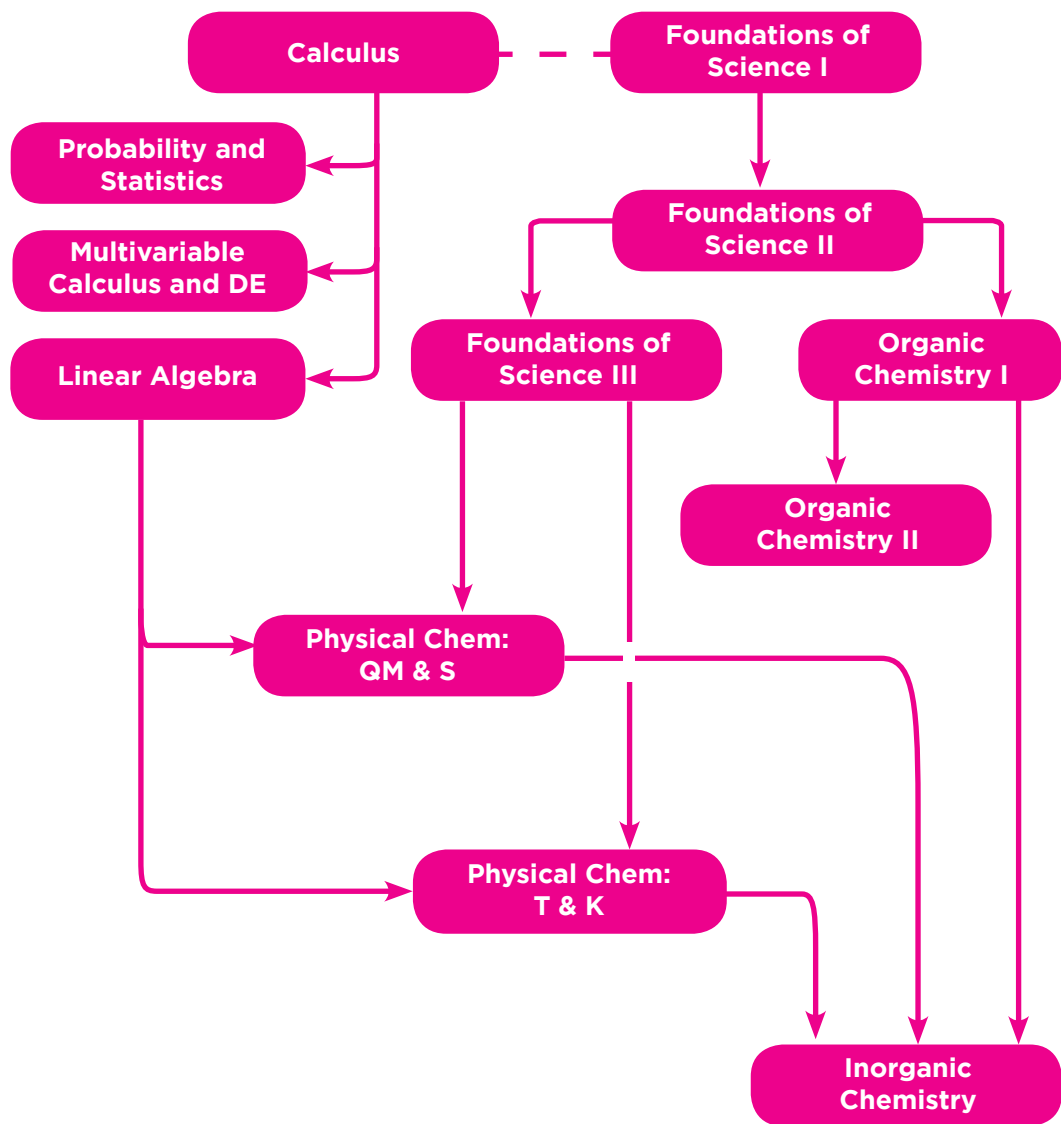 Calculus
Foundations of
Science I
Probability and
Statistics
Foundations of
Science II
Multivariable
Calculus and DE
Linear Algebra
Foundations of
Science III
Organic
Chemistry I
Organic
Chemistry II
Physical Chem:
QM & S
Physical Chem:
T & K
Inorganic
Chemistry